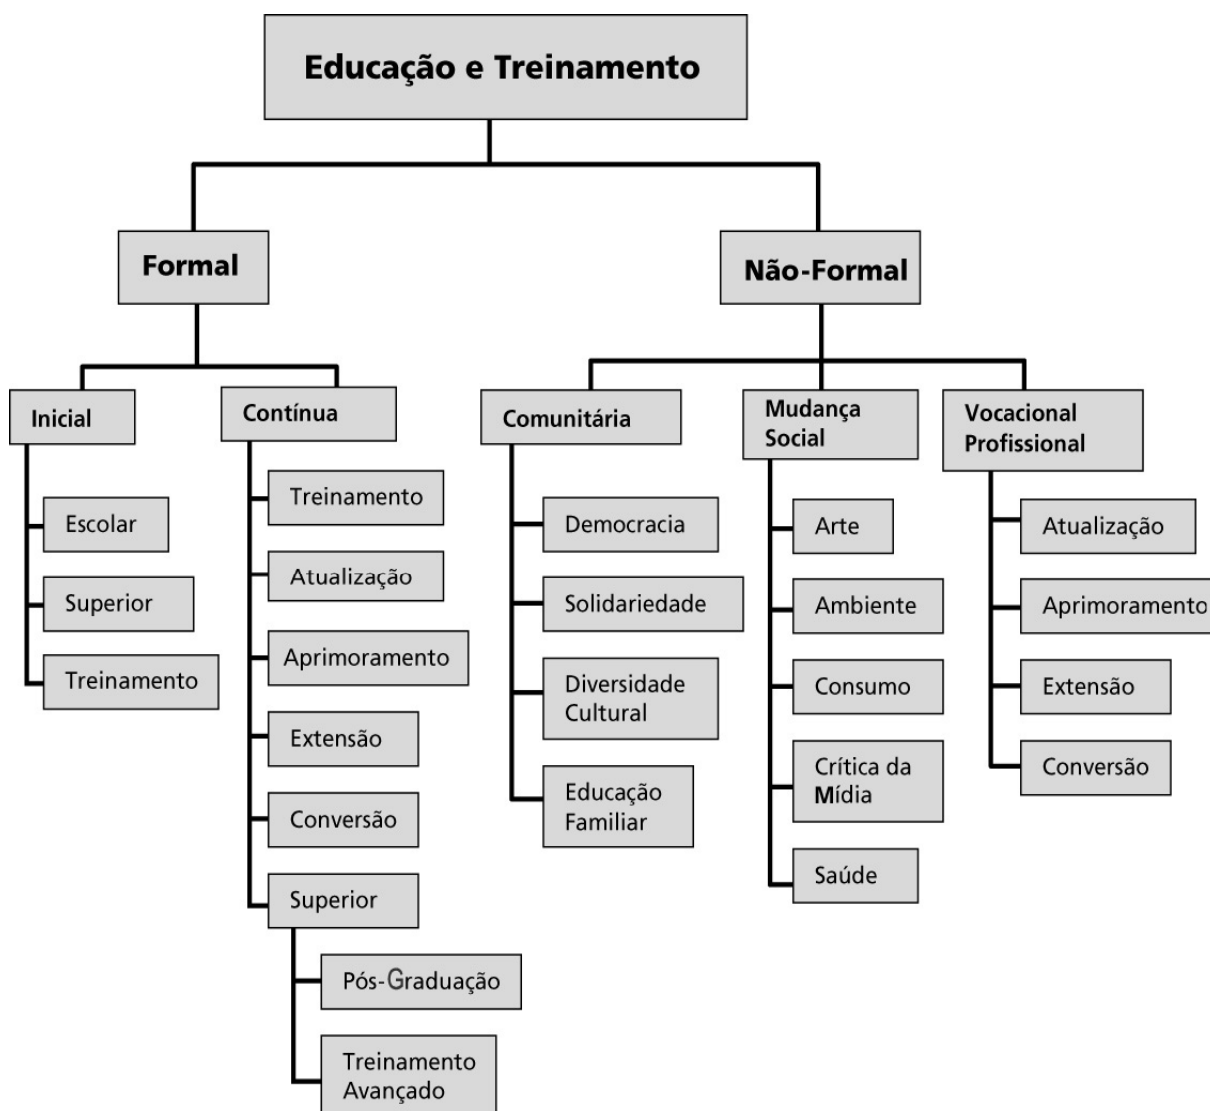 Educação e Treinamento
Formal
Não-Formal
Inicial
Escolar
Superior
Treinamento
Contínua
Treinamento
Atualização
Aprimoramento
Extensão
Conversão
Superior
Pós-Graduação
Treinamento
Avançado
Comunitária
Democracia
Solidariedade
Diversidade
Cultural
Educação
Familiar
Mudança
Social
Arte
Ambiente
Consumo
Crítica da
Mídia
Saúde
Vocacional
Profissional
Atualização
Aprimoramento
Extensão
Conversão